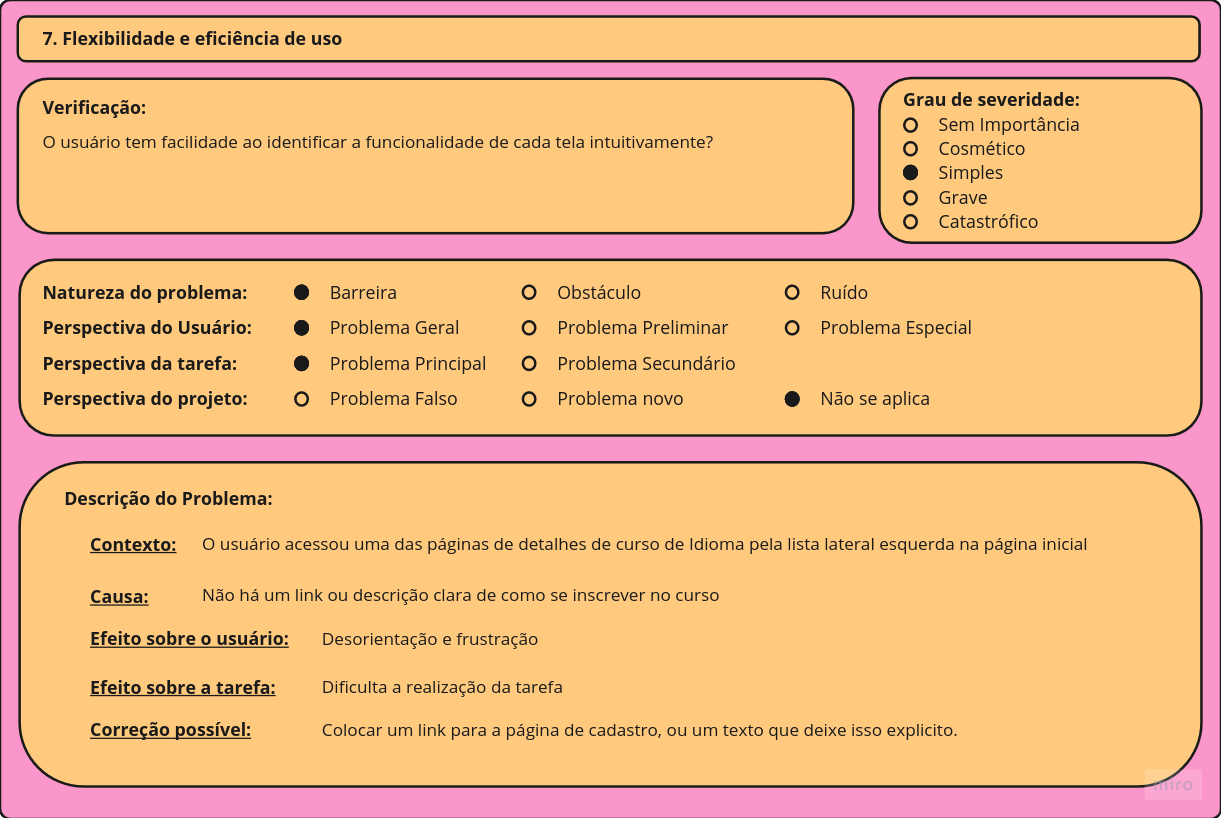 7. Flexibilidade e eficiência de uso
Verificação:
O usuário tem facilidade ao identificar a funcionalidade de cada tela intuitivamente?
Grau de severidade:
Sem Importância
Cosmético
Simples
Grave
Catastrófico
Natureza do problema: Barreira Obstáculo Ruído
Perspectiva do Usuário: Problema Geral Problema Preliminar Problema Especial
Perspectiva da tarefa: Problema Principal Problema Secundário
Perspectiva do projeto: Problema Falso Problema novo Não se aplica
Descrição do Problema:
Contexto: O usuário acessou uma das páginas de detalhes de curso de Idioma pela lista lateral esquerda na página inicial
Causa: Não há um link ou descrição clara de como se inscrever no curso
Efeito sobre o usuário: Desorientação e frustração
Efeito sobre a tarefa: Dificulta a realização da tarefa
Correção possível: Colocar um link para a página de cadastro, ou um texto que deixe isso explicito.
miro